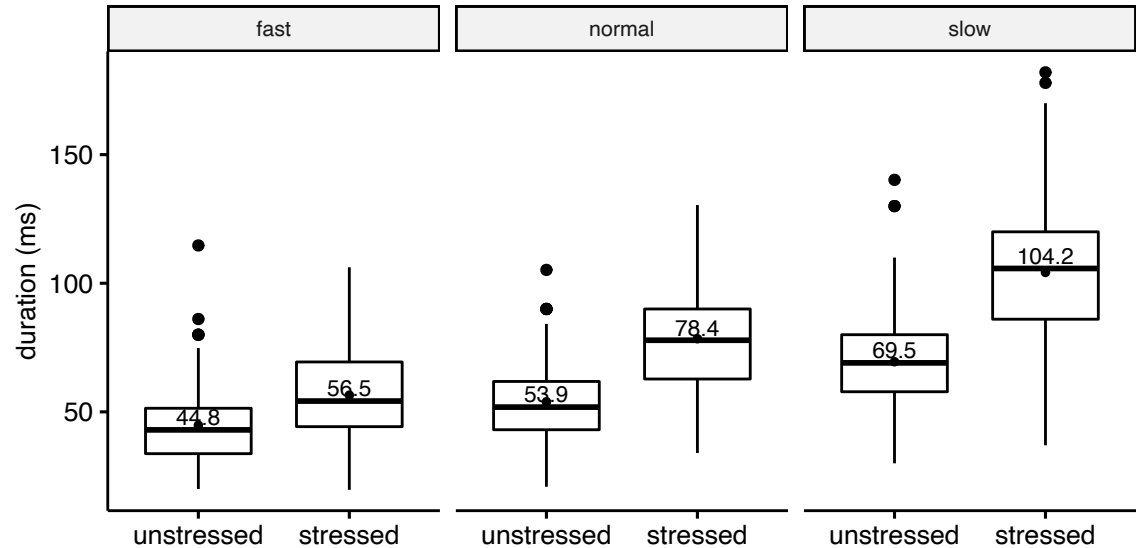 fast normal slow
duration (ms)
150
100
50
44.8 56.5 53.9 78.4 69.5 104.2
unstressed stressed unstressed stressed unstressed stressed